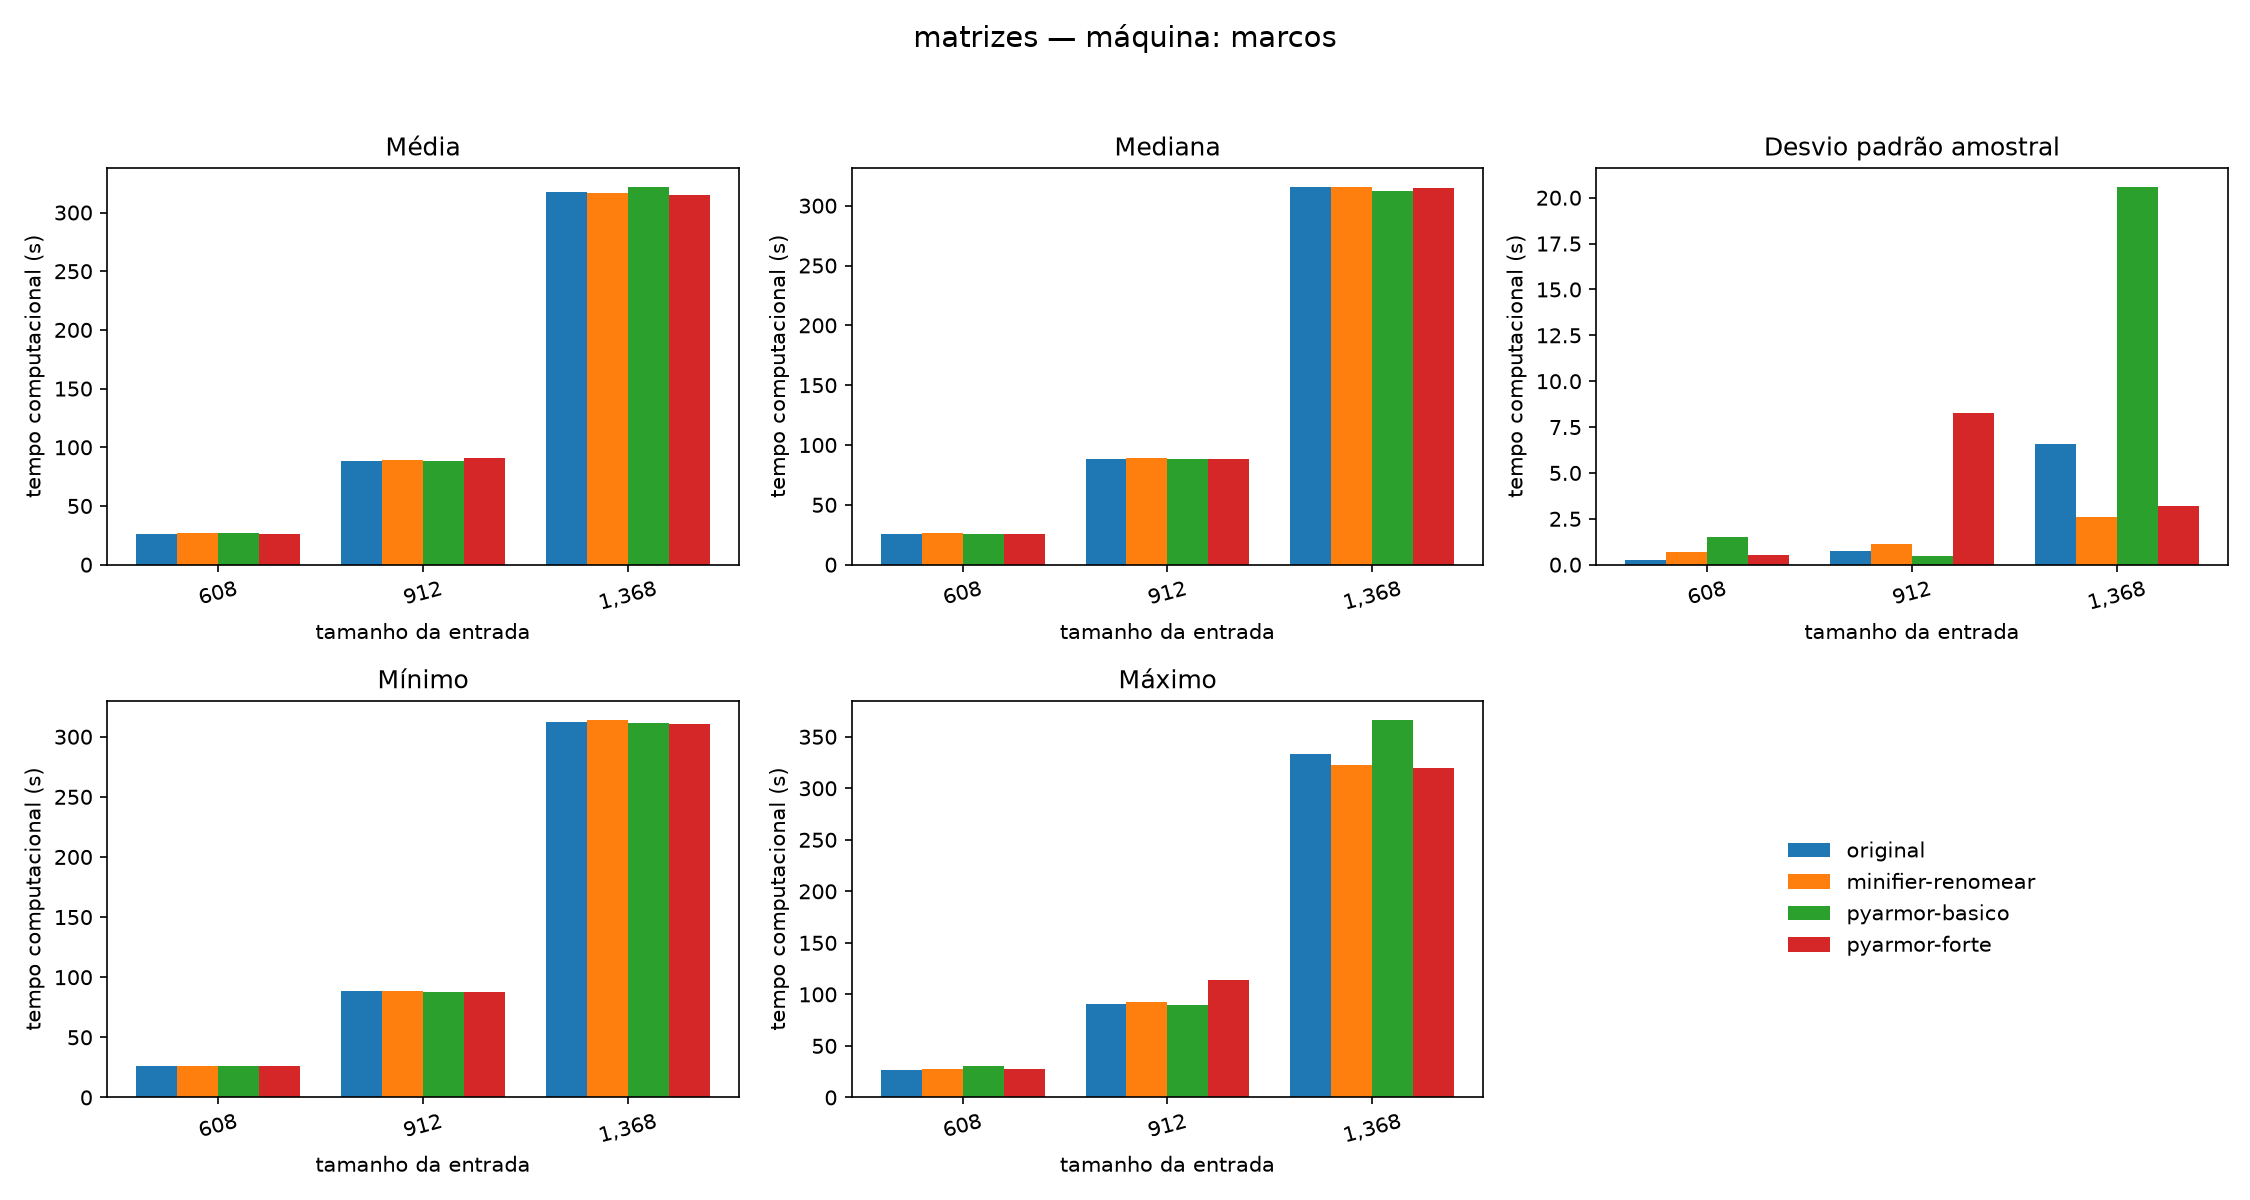 matrizes — máquina: marcos
Média
tempo computacional (s)
300
250
200
150
100
50
0
608
912
1,368
tamanho da entrada
Mediana
tempo computacional (s)
300
250
200
150
100
50
0
608
912
1,368
tamanho da entrada
Desvio padrão amostral
tempo computacional (s)
20.0
17.5
15.0
12.5
10.0
7.5
5.0
2.5
0.0
608
912
1,368
tamanho da entrada
Mínimo
tempo computacional (s)
300
250
200
150
100
50
0
608
912
1,368
tamanho da entrada
Máximo
tempo computacional (s)
350
300
250
200
150
100
50
0
608
912
1,368
tamanho da entrada
original
minifier-renomear
pyarmor-basico
pyarmor-forte